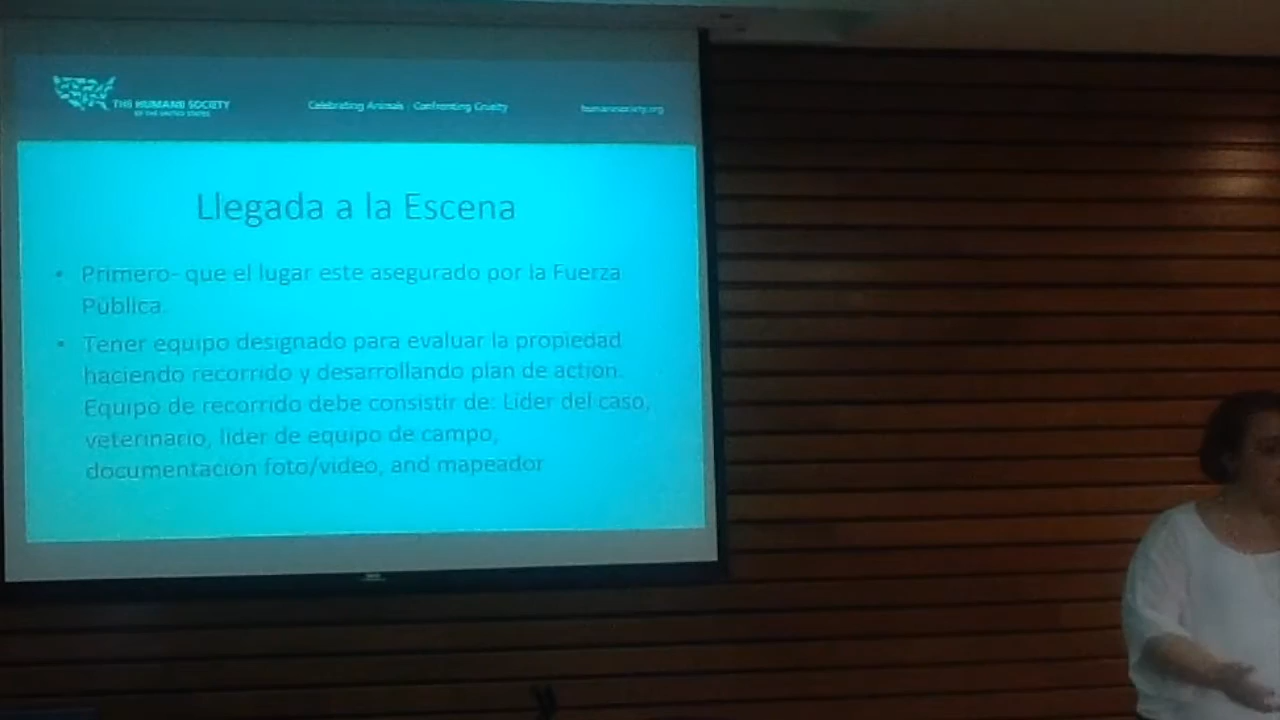 THE HUMANE SOCIETY
OF THE UNITED STATES
Celebrating Animals | Confronting Cruelty
humanesociety.org
Llegada a la Escena
• Primero- que el lugar este asegurado por la Fuerza
Pública.
• Tener equipo designado para evaluar la propiedad
haciendo recorrido y desarrollando plan de action.
Equipo de recorrido debe consistir de: Lider del caso,
veterinario, lider de equipo de campo,
documentacion foto/video, and mapeador